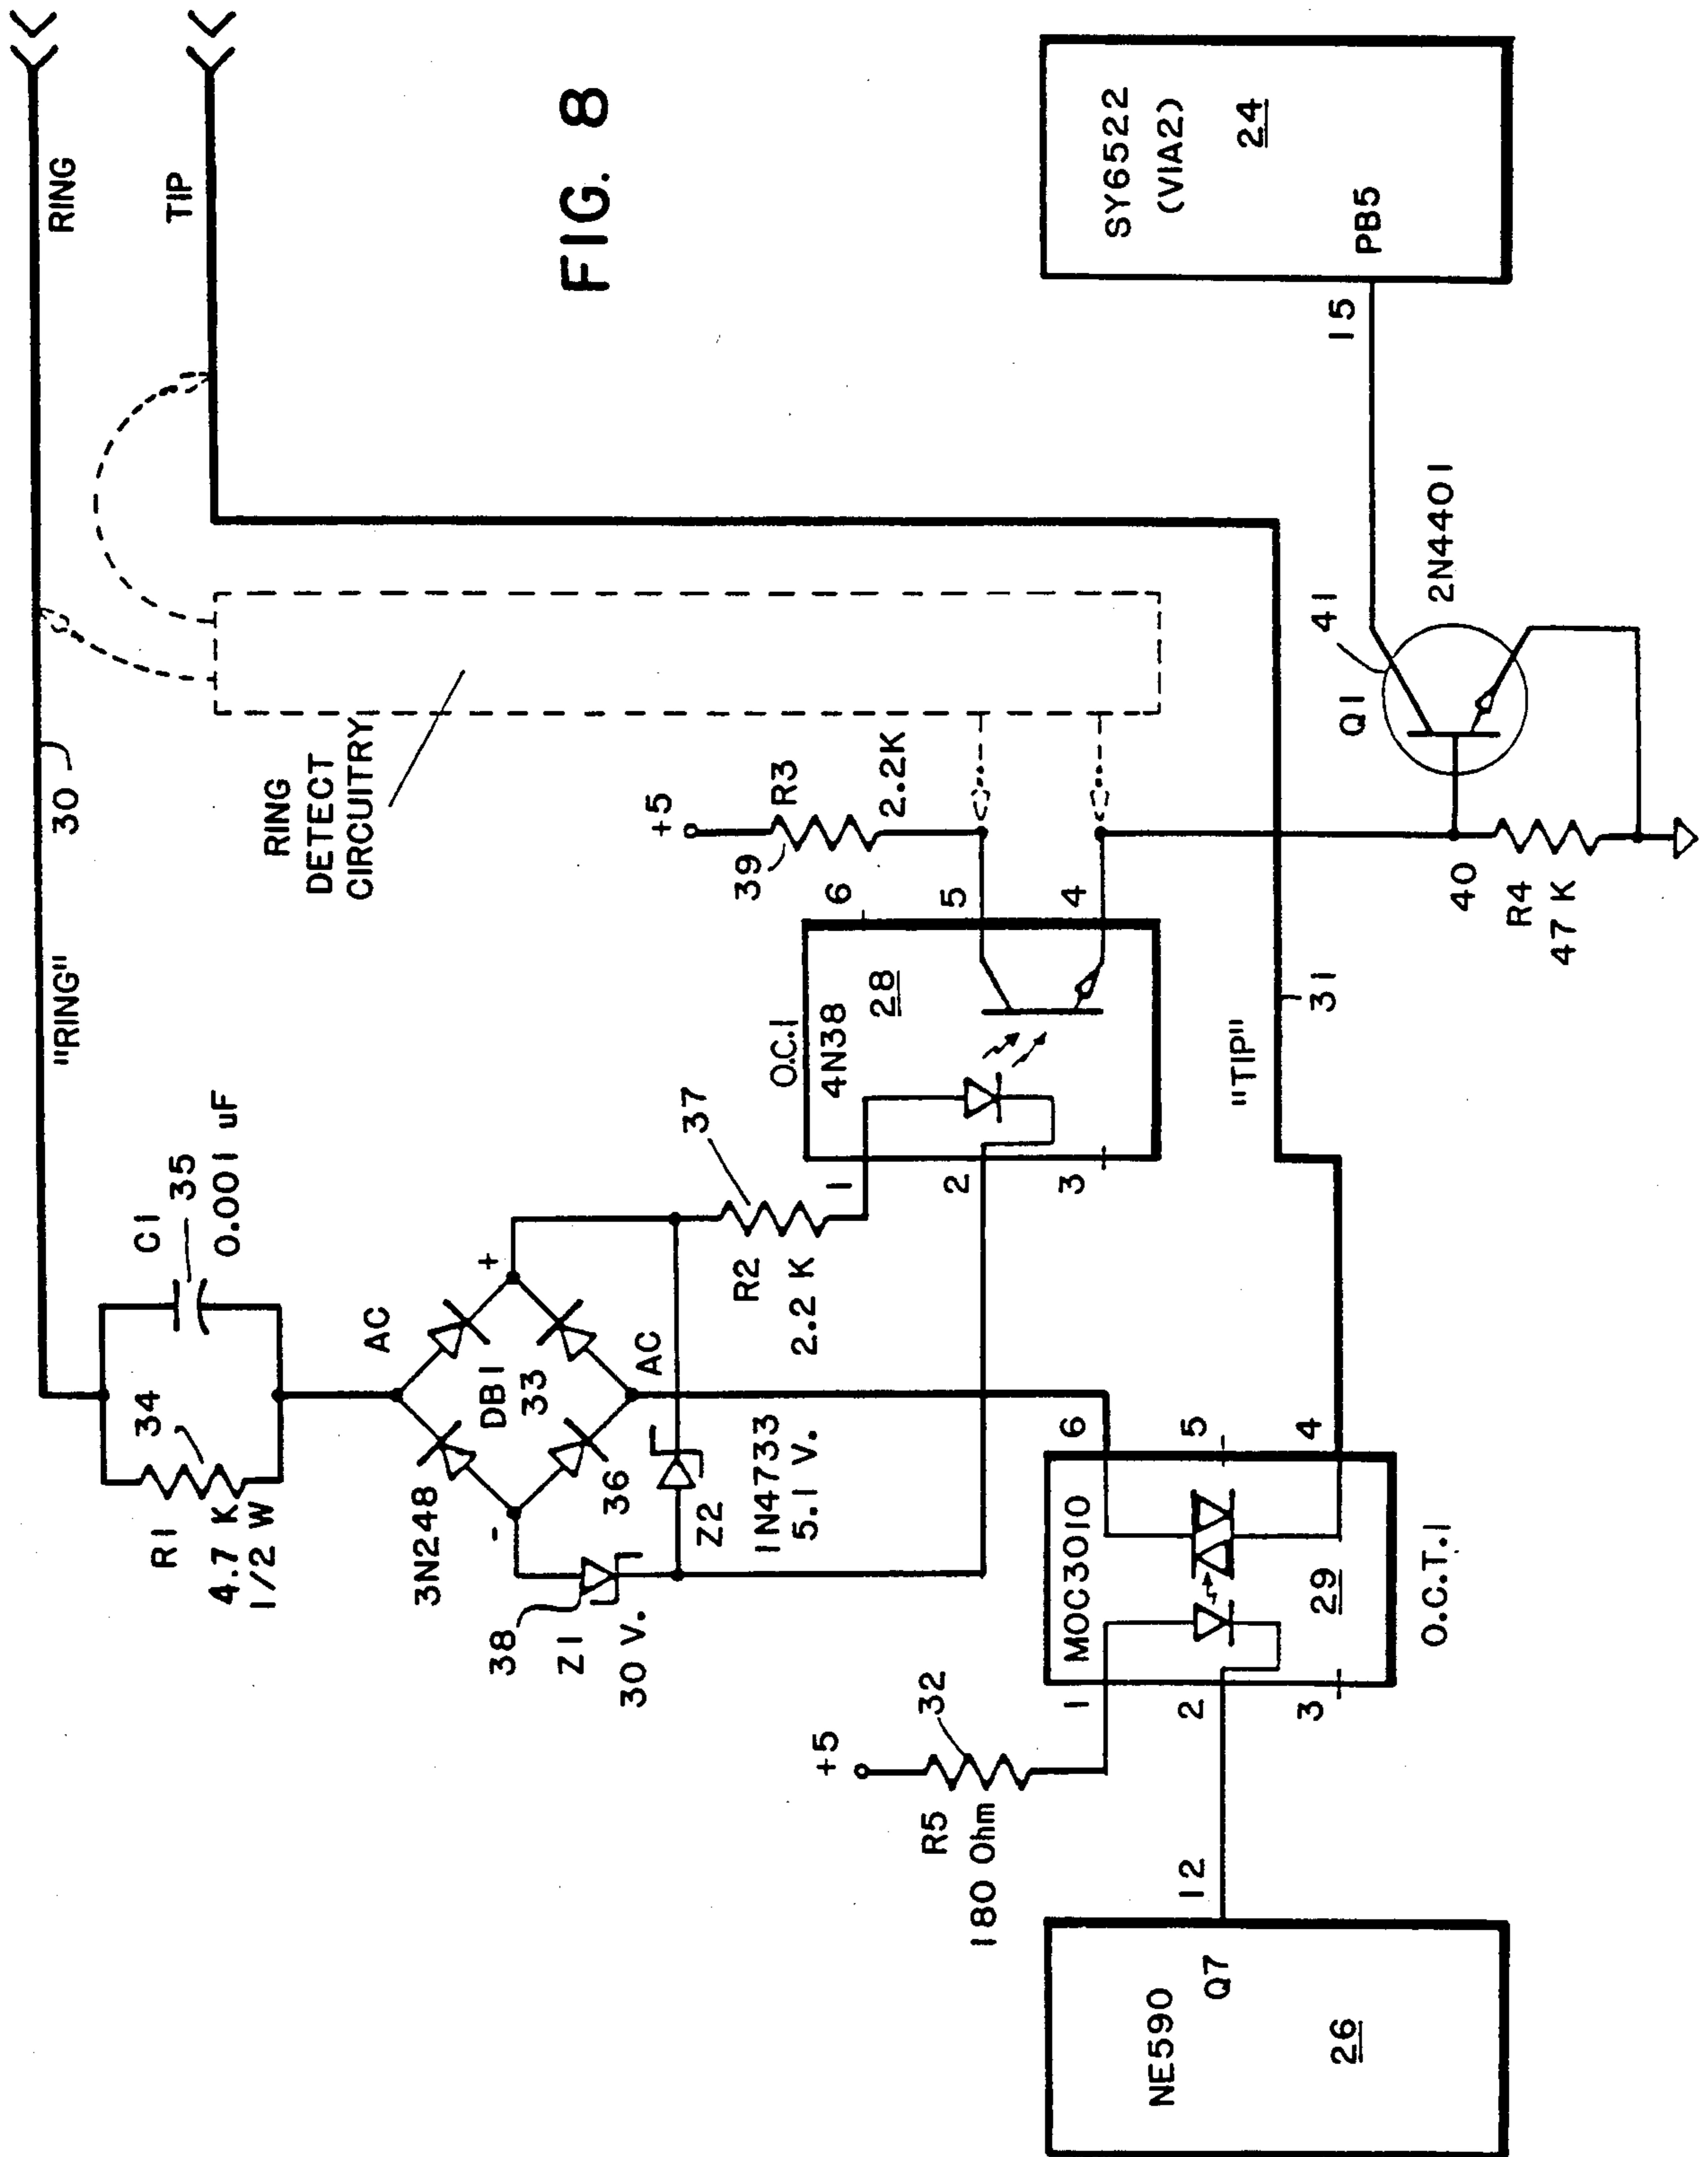 RING
TIP
FIG. 8
SY6522
(VIA2)
24
PB5
15
30
RING
DETECT
CIRCUITRY
"RING"
+5
R3
2.2K
39
6
5
4
Q1
41
2N4401
40
R4
47 K
O.C.1
4N38
28
1
2
3
"TIP"
31
C1
35
0.001 uF
34
R1
4.7 K
1/2 W
AC
+
DB1
33
AC
3N248
-
36
37
R2
2.2 K
Z2
1N4733
5.1 V.
38
Z1
30 V.
6
5
4
MOC3010
29
O.C.T.1
1
2
3
+5
32
R5
180 Ohm
12
NE590
Q7
26